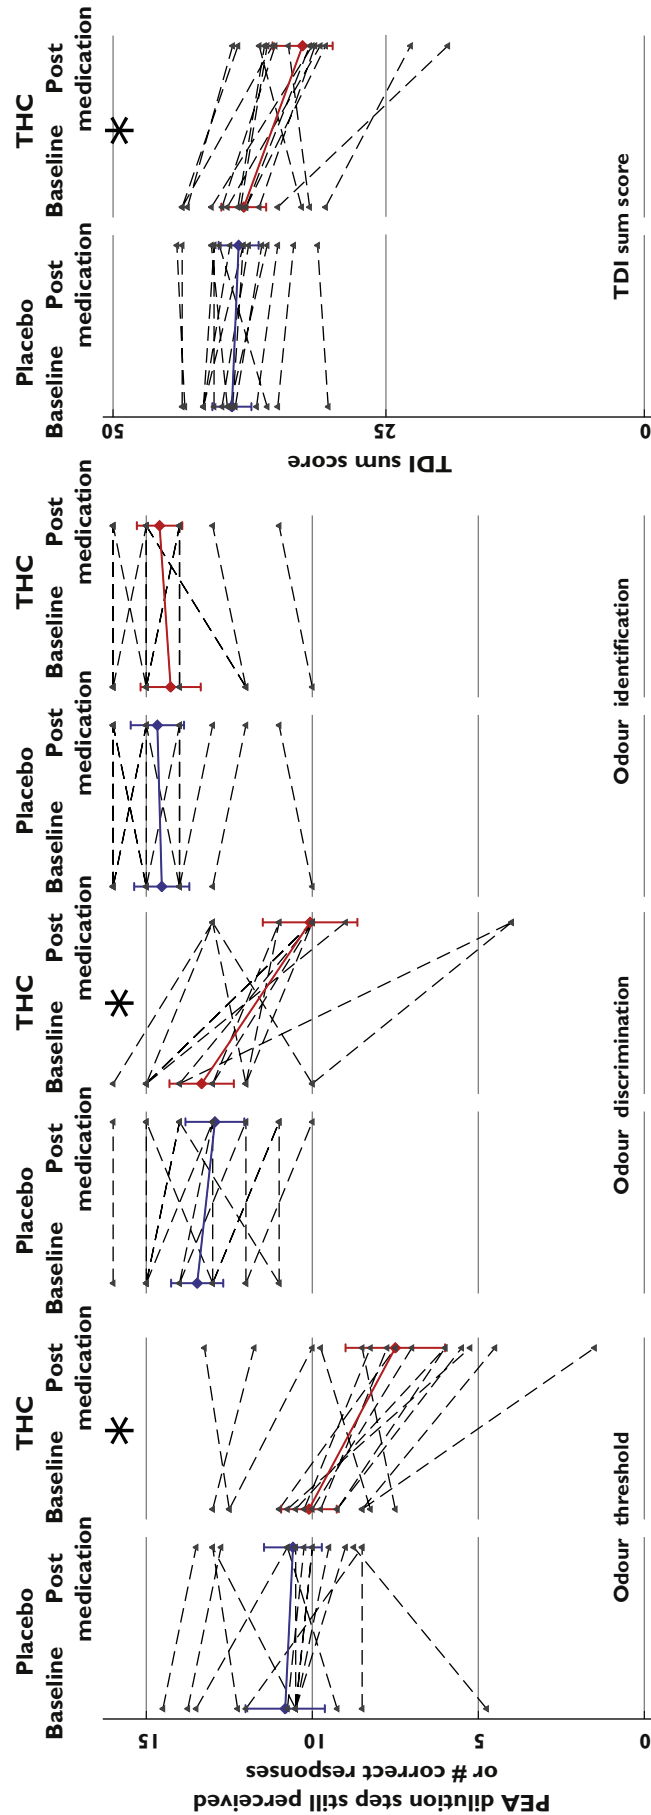 PEA dilution step still perceived
or # correct responses
15
10
5
0
Placebo
Baseline Post
medication
THC
Baseline Post
medication
Odour threshold
Placebo
Baseline Post
medication
THC
Baseline Post
medication
Odour discrimination
Placebo
Baseline Post
medication
THC
Baseline Post
medication
Odour identification
TDI sum score
50
25
0
Placebo
Baseline Post
medication
THC
Baseline Post
medication
TDI sum score